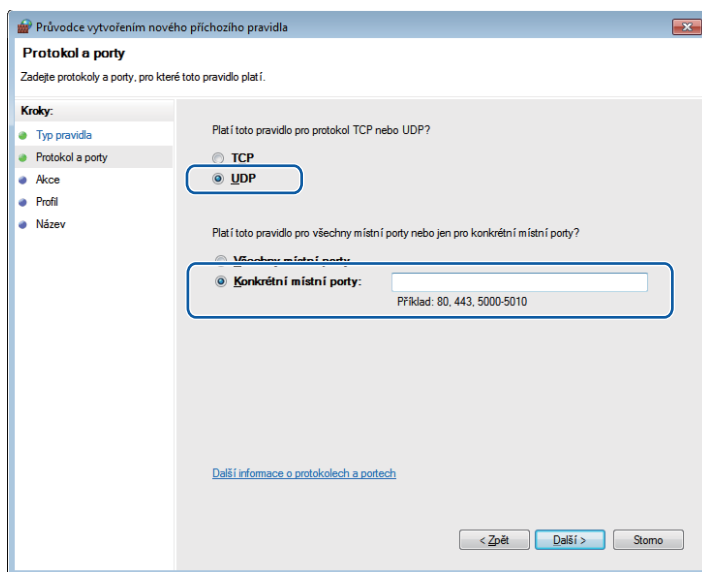 Průvodce vytvořením nového příchozího pravidla
Protokol a porty
Zadejte protokoly a porty, pro které toto pravidlo platí.
Kroky:
Typ pravidla
Protokol a porty
Akce
Profil
Název
Platí toto pravidlo pro protokol TCP nebo UDP?
TCP
UDP
Platí toto pravidlo pro všechny místní porty nebo jen pro konkrétní místní porty?
Všechny místní porty
Konkrétní místní porty:
Příklad: 80, 443, 5000-5010
Další informace o protokolech a portech
< Zpět
Další >
Storno